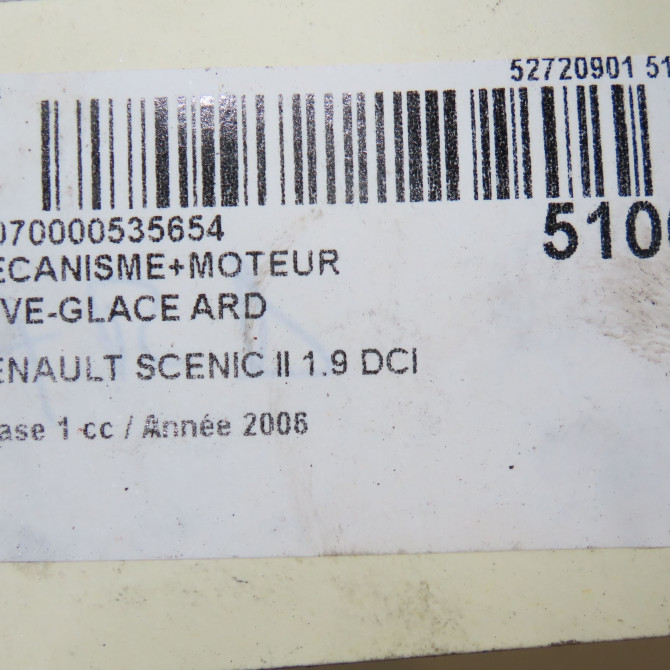 52720901 51
070000535654
510
ECANISME+MOTEUR
VE-GLACE ARD
ENAULT SCENIC II 1.9 DCI
ase 1 cc / Année 2006